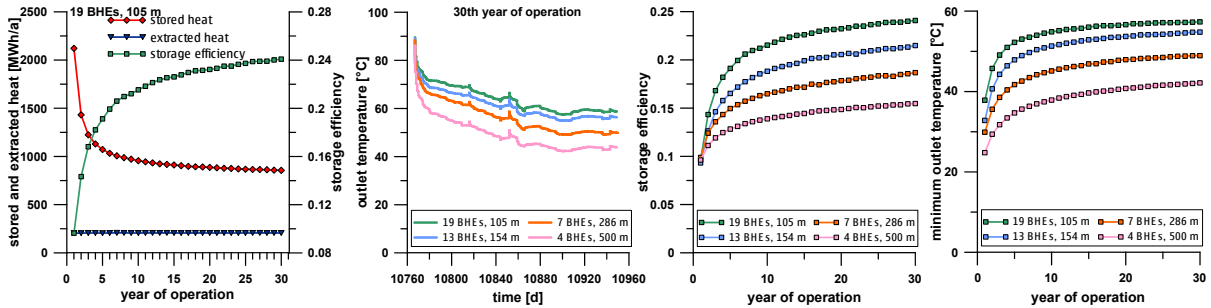 19 BHEs, 105 m
stored heat
extracted heat
storage efficiency
stored and extracted heat [MWh/a]
2500
2250
2000
1750
1500
1250
1000
750
500
250
0
0.28
0.24
0.20
0.16
0.12
0.08
storage efficiency
0 5 10 15 20 25 30
year of operation
30th year of operation
outlet temperature [°C]
100
80
60
40
20
0
19 BHEs, 105 m
7 BHEs, 286 m
13 BHEs, 154 m
4 BHEs, 500 m
10760 10800 10840 10880 10920 10960
time [d]
storage efficiency
0.25
0.2
0.15
0.1
0.05
0
19 BHEs, 105 m
7 BHEs, 286 m
13 BHEs, 154 m
4 BHEs, 500 m
0 10 20 30
year of operation
minimum outlet temperature [°C]
60
40
20
0
19 BHEs, 105 m
7 BHEs, 286 m
13 BHEs, 154 m
4 BHEs, 500 m
0 10 20 30
year of operation